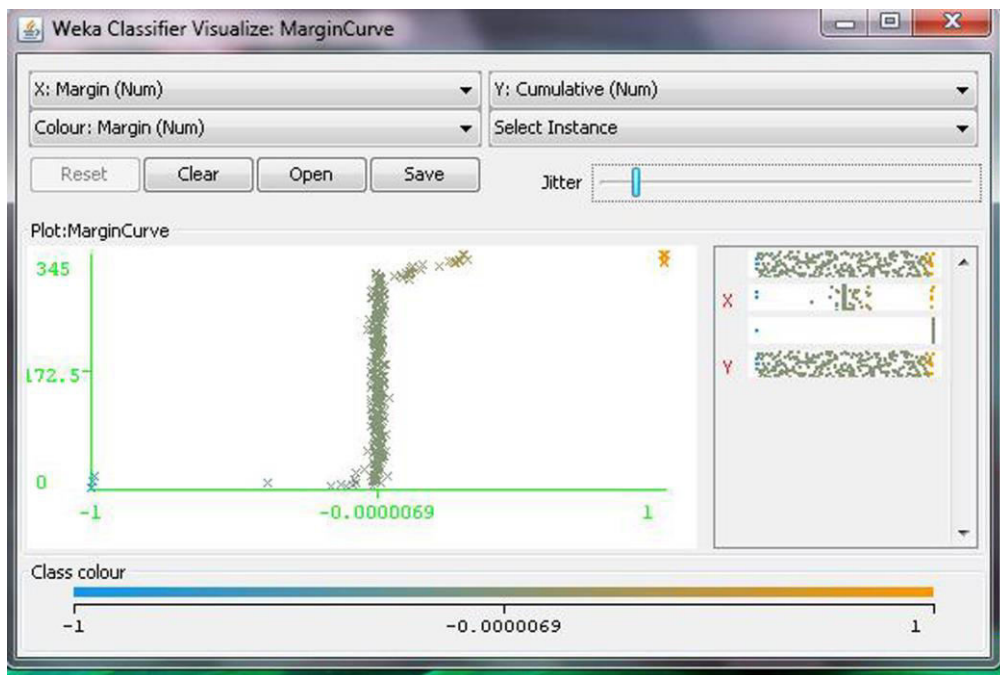 Weka Classifier Visualize: MarginCurve
X: Margin (Num) Y: Cumulative (Num)
Colour: Margin (Num) Select Instance
Reset Clear Open Save Jitter
Plot:MarginCurve
345
172.5
0
-1 -0.0000069 1
X
Y
Class colour
-1 -0.0000069 1